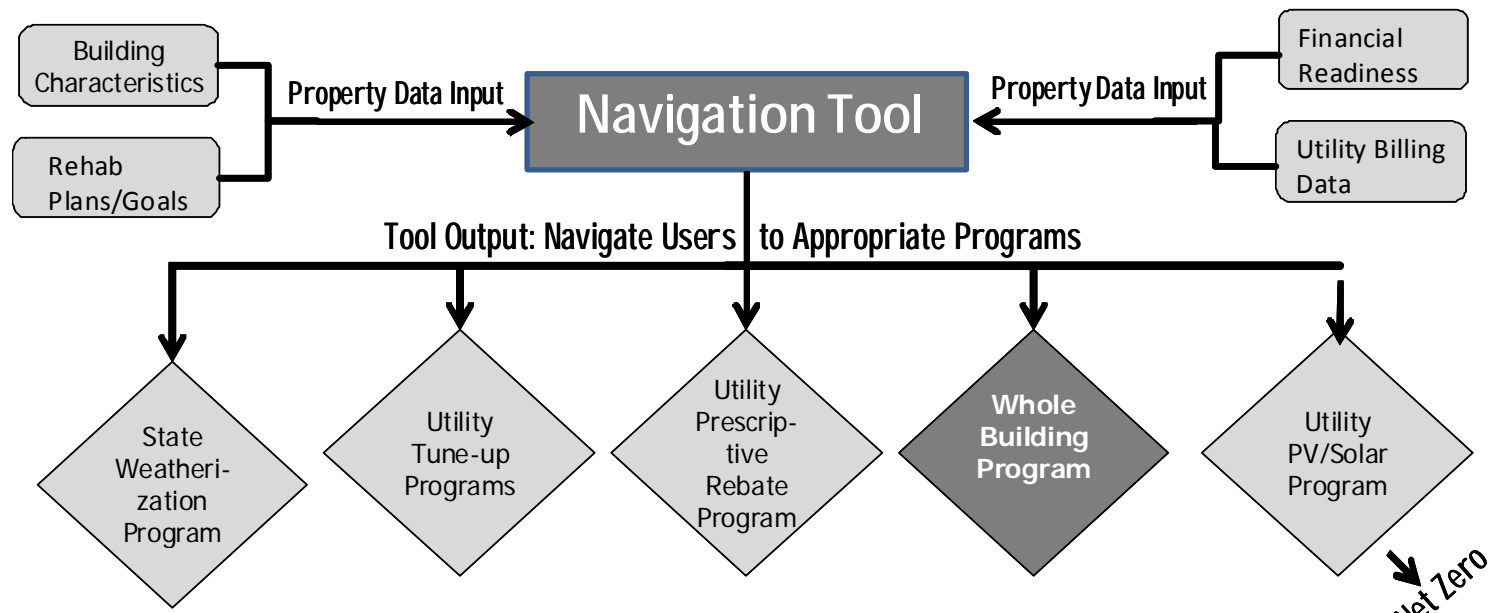 Building
Characteristics
Rehab
Plans/Goals
Property Data Input
Navigation Tool
Property Data Input
Financial
Readiness
Utility Billing
Data
Tool Output: Navigate Users to Appropriate Programs
State
Weatheri-
zation
Program
Utility
Tune-up
Programs
Utility
Prescrip-
tive
Rebate
Program
Whole
Building
Program
Utility
PV/Solar
Program
Net Zero